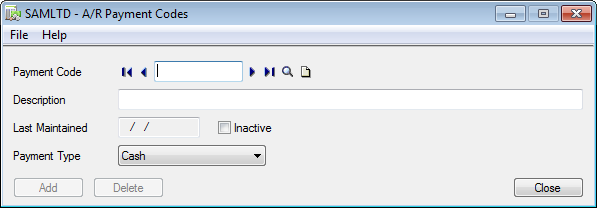 SAMLTD - A/R Payment Codes
File Help
Payment Code
Description
Last Maintained / / Inactive
Payment Type Cash
Add Delete Close